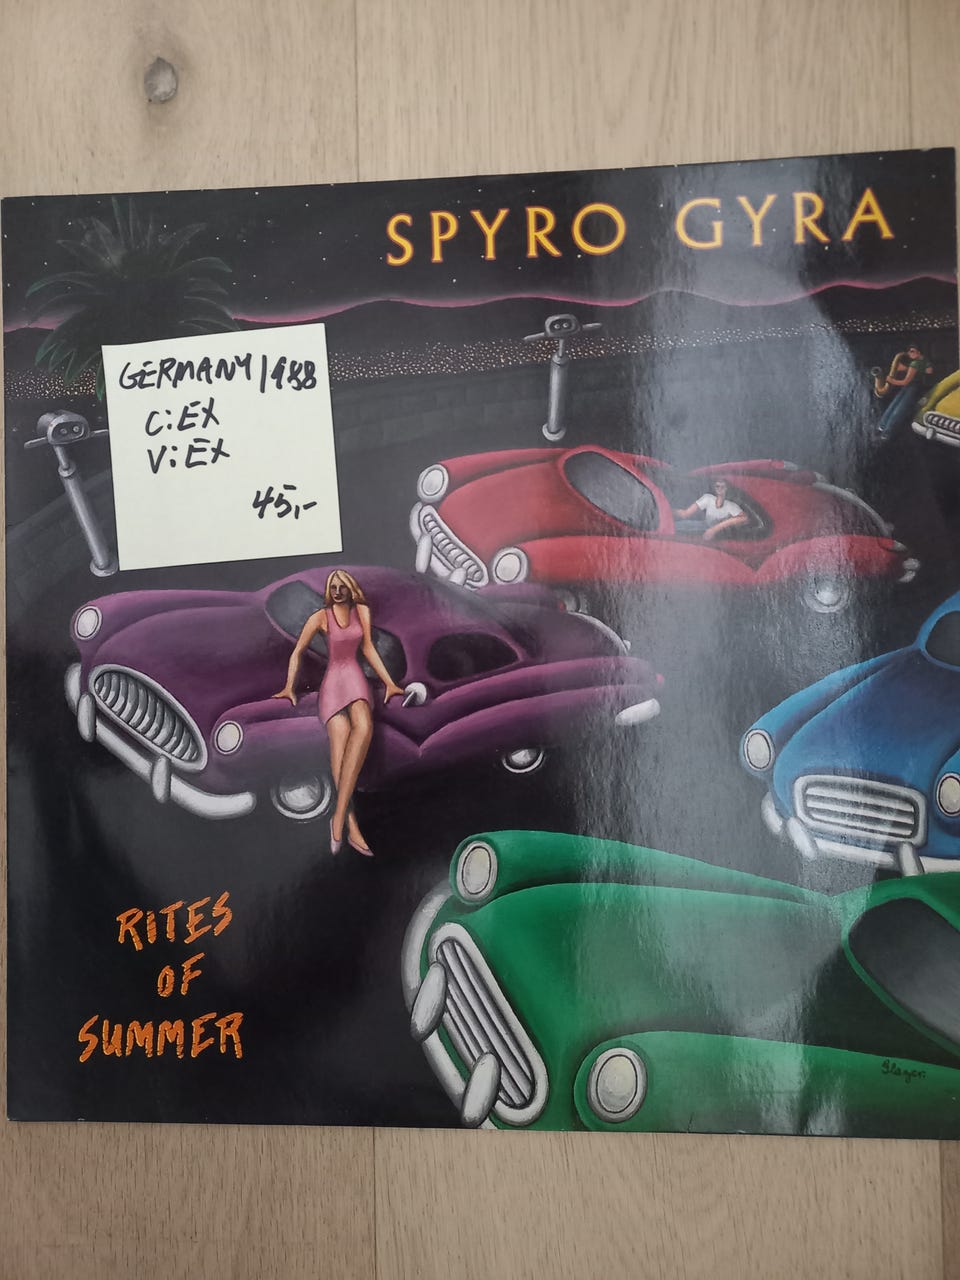 SPYRO GYRA
GERMANY/1988
C:EX
V:EX
45,-
RITES
OF
SUMMER